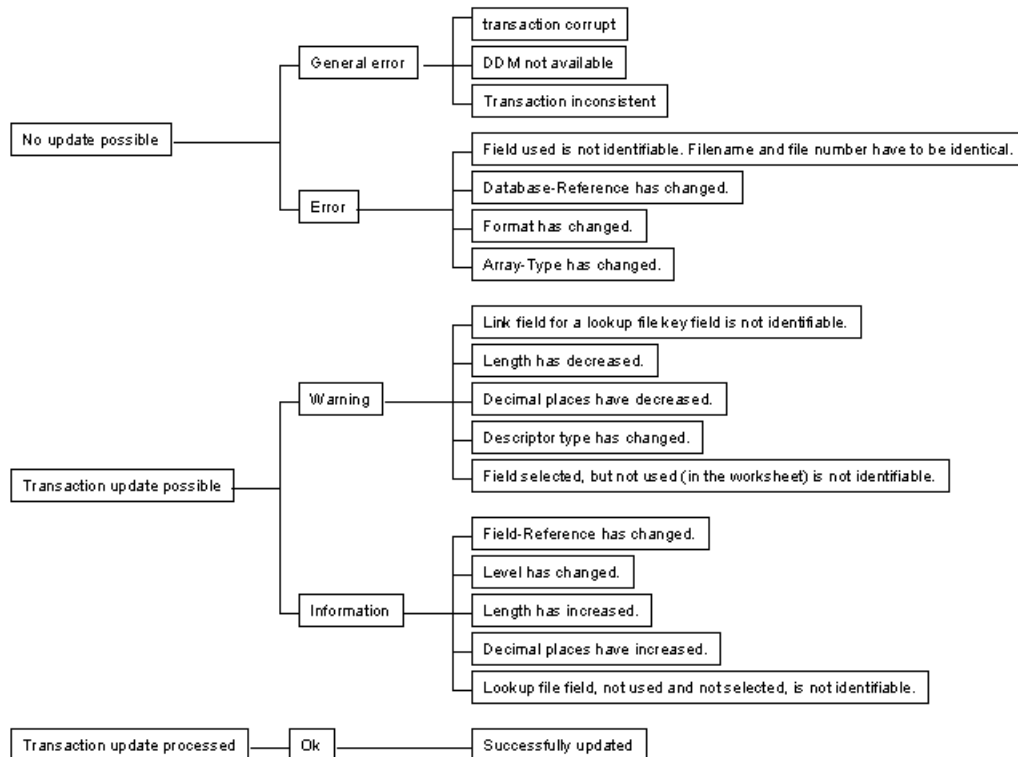 transaction corrupt
General error
DDM not available
Transaction inconsistent
No update possible
Field used is not identifiable. Filename and file number have to be identical.
Database-Reference has changed.
Error
Format has changed.
Array-Type has changed.
Link field for a lookup file key field is not identifiable.
Length has decreased.
Warning
Decimal places have decreased.
Descriptor type has changed.
Transaction update possible
Field selected, but not used (in the worksheet) is not identifiable.
Field-Reference has changed.
Level has changed.
Information
Length has increased.
Decimal places have increased.
Lookup file field, not used and not selected, is not identifiable.
Transaction update processed
Ok
Successfully updated